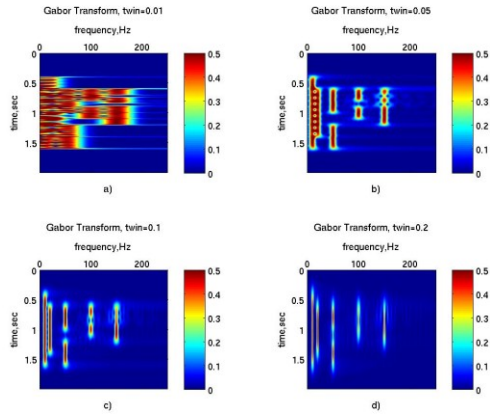 Gabor Transform, twin=0.01
frequency,Hz
0 100 200
0
0.5
1
1.5
time,sec
0.5
0.4
0.3
0.2
0.1
0
a)
Gabor Transform, twin=0.05
frequency,Hz
0 100 200
0
0.5
1
1.5
time,sec
0.5
0.4
0.3
0.2
0.1
0
b)
Gabor Transform, twin=0.1
frequency,Hz
0 100 200
0
0.5
1
1.5
time,sec
0.5
0.4
0.3
0.2
0.1
0
c)
Gabor Transform, twin=0.2
frequency,Hz
0 100 200
0
0.5
1
1.5
time,sec
0.5
0.4
0.3
0.2
0.1
0
d)